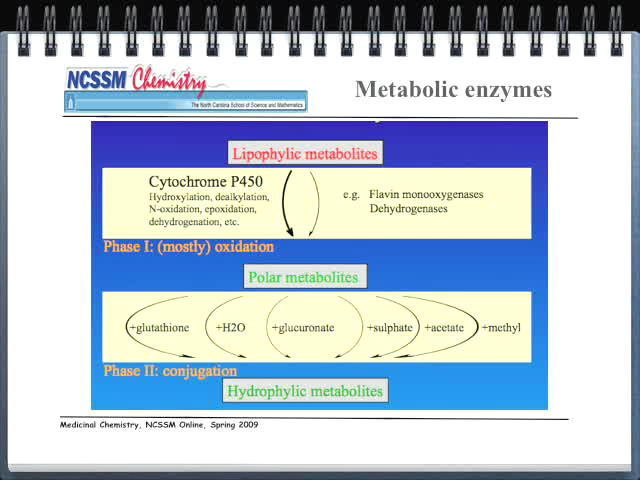 NCSSM Chemistry
The North Carolina School of Science and Mathematics
Metabolic enzymes
Lipophylic metabolites
Cytochrome P450
Hydroxylation, dealkylation,
N-oxidation, epoxidation,
dehydrogenation, etc.
e.g. Flavin monooxygenases
Dehydrogenases
Phase I: (mostly) oxidation
Polar metabolites
+glutathione +H2O +glucuronate +sulphate +acetate +methyl
Phase II: conjugation
Hydrophylic metabolites
Medicinal Chemistry, NCSSM Online, Spring 2009